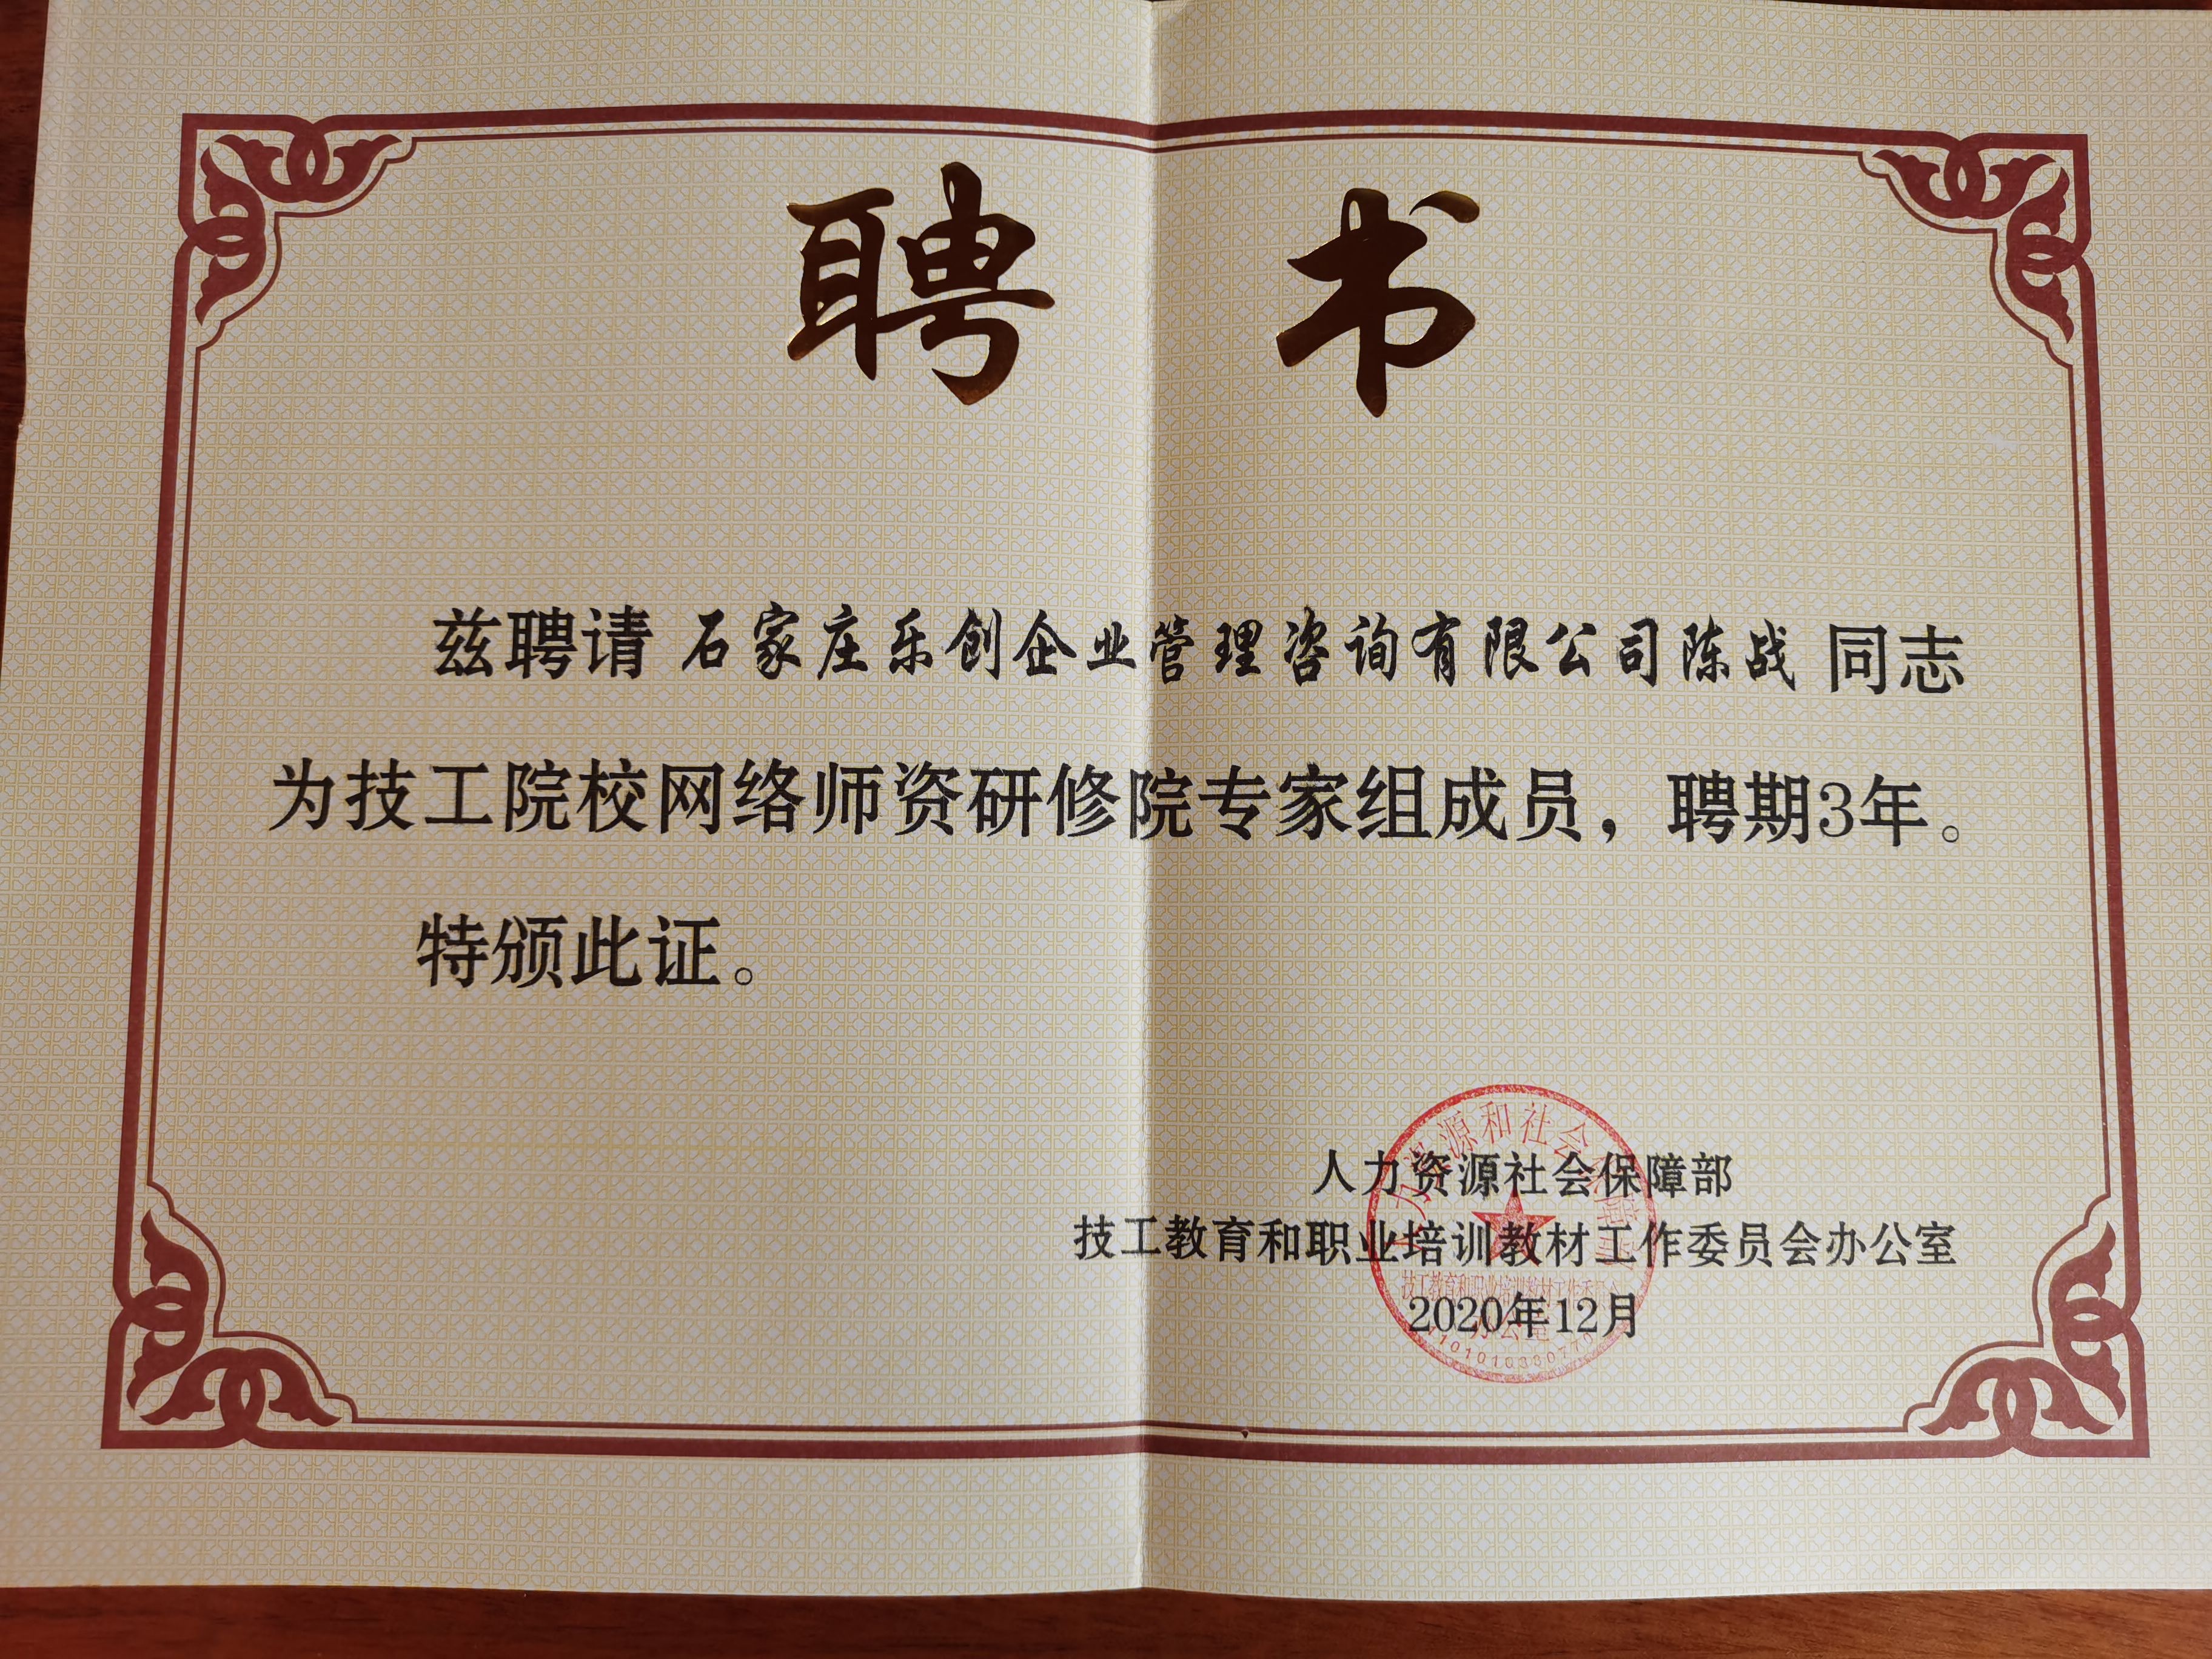 聘 书
兹聘请 石家庄乐创企业管理咨询有限公司陈战 同志
为技工院校网络师资研修院专家组成员，聘期3年。
特颁此证。
人力资源社会保障部
技工教育和职业培训教材工作委员会办公室
2020年12月